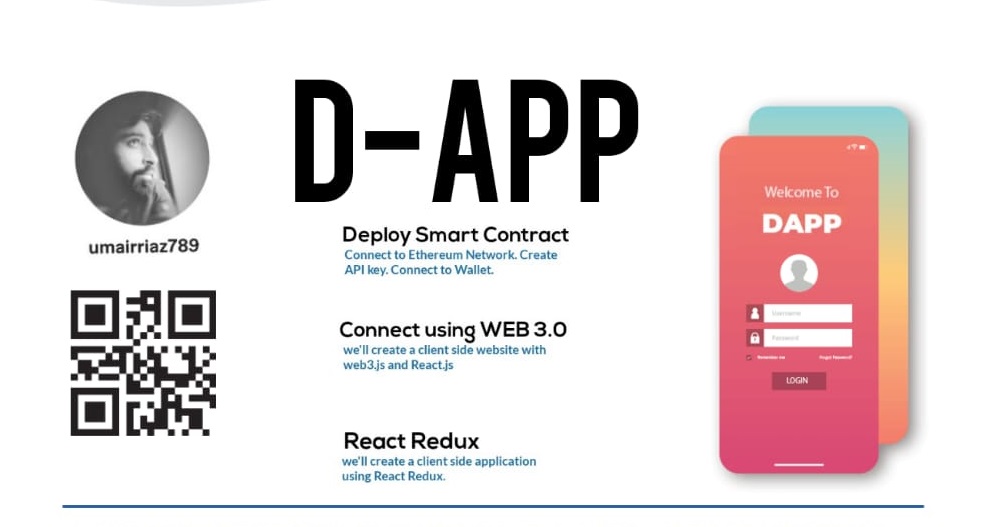 D-APP
umairriaz789
Deploy Smart Contract
Connect to Ethereum Network. Create
API key. Connect to Wallet.
Connect using WEB 3.0
we'll create a client side website with
web3.js and React.js
React Redux
we'll create a client side application
using React Redux.
Welcome To
DAPP
Username
Password
Remember me
Forgot Password?
LOGIN